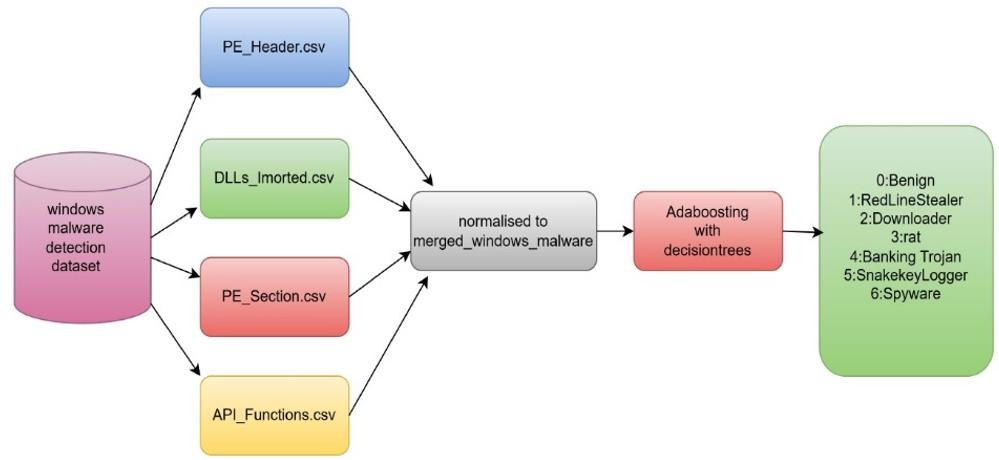 PE_Header.csv
DLLs_Imorted.csv
windows
malware
detection
dataset
PE_Section.csv
API_Functions.csv
normalised to
merged_windows_malware
Adaboosting
with
decisiontrees
0:Benign
1:RedLineStealer
2:Downloader
3:rat
4:Banking Trojan
5:SnakekeyLogger
6:Spyware